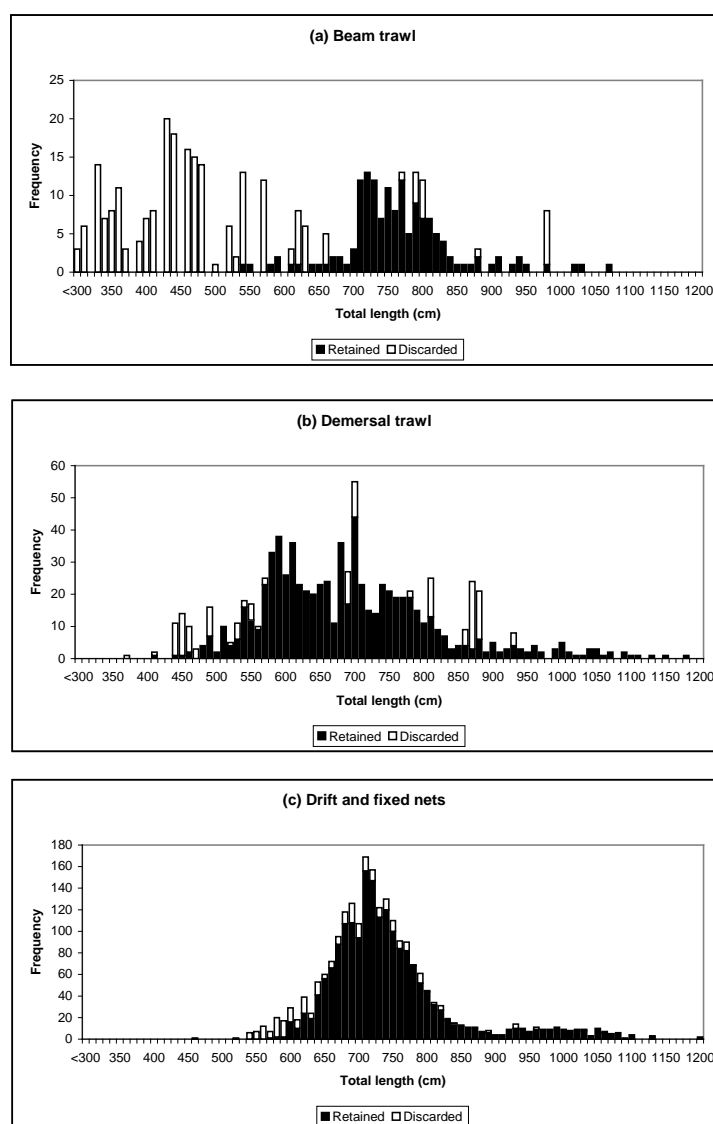 (a) Beam trawl
25
20
15
10
5
0
Frequency
<300 350 400 450 500 550 600 650 700 750 800 850 900 950 1000 1050 1100 1150 1200
Total length (cm)
Retained Discarded
(b) Demersal trawl
60
50
40
30
20
10
0
Frequency
<300 350 400 450 500 550 600 650 700 750 800 850 900 950 1000 1050 1100 1150 1200
Total length (cm)
Retained Discarded
(c) Drift and fixed nets
180
160
140
120
100
80
60
40
20
0
Frequency
<300 350 400 450 500 550 600 650 700 750 800 850 900 950 1000 1050 1100 1150 1200
Total length (cm)
Retained Discarded